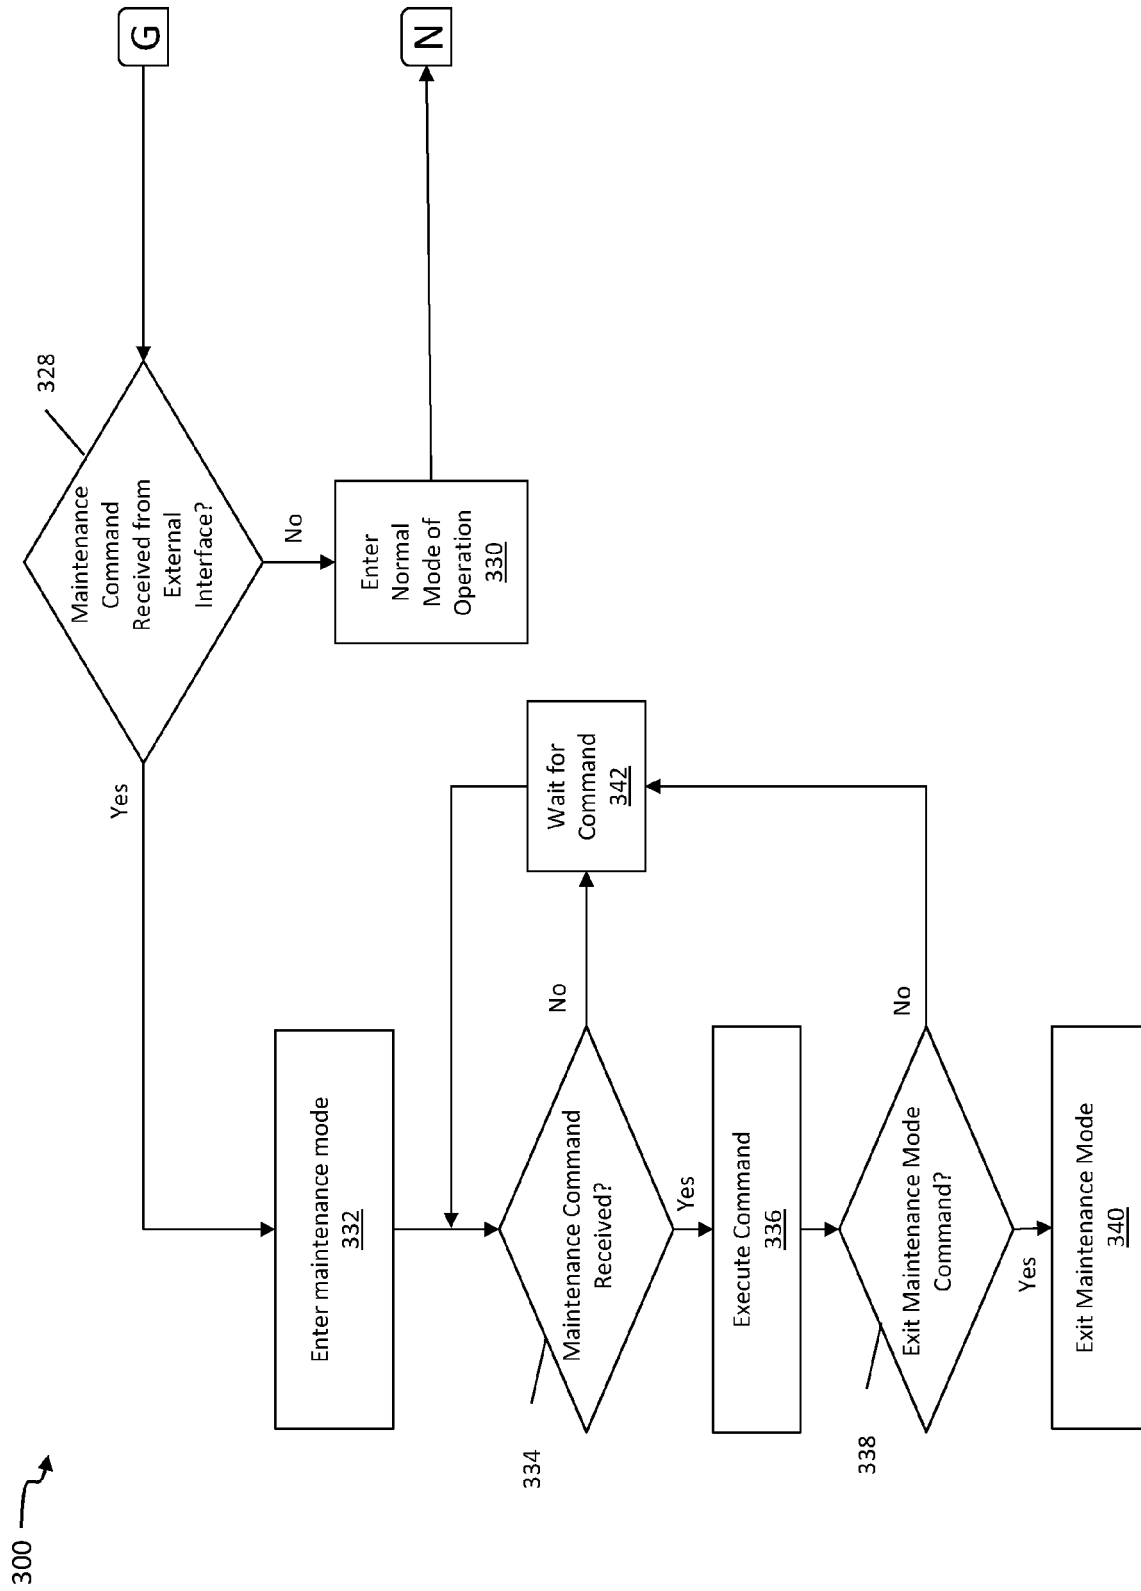 300
G
328
Maintenance
Command
Received from
External
Interface?
Yes
No
Enter
Normal
Mode of
Operation
330
N
Enter maintenance mode
332
334
Maintenance Command
Received?
No
Wait for
Command
342
Yes
Execute Command
336
338
Exit Maintenance Mode
Command?
No
Yes
Exit Maintenance Mode
340